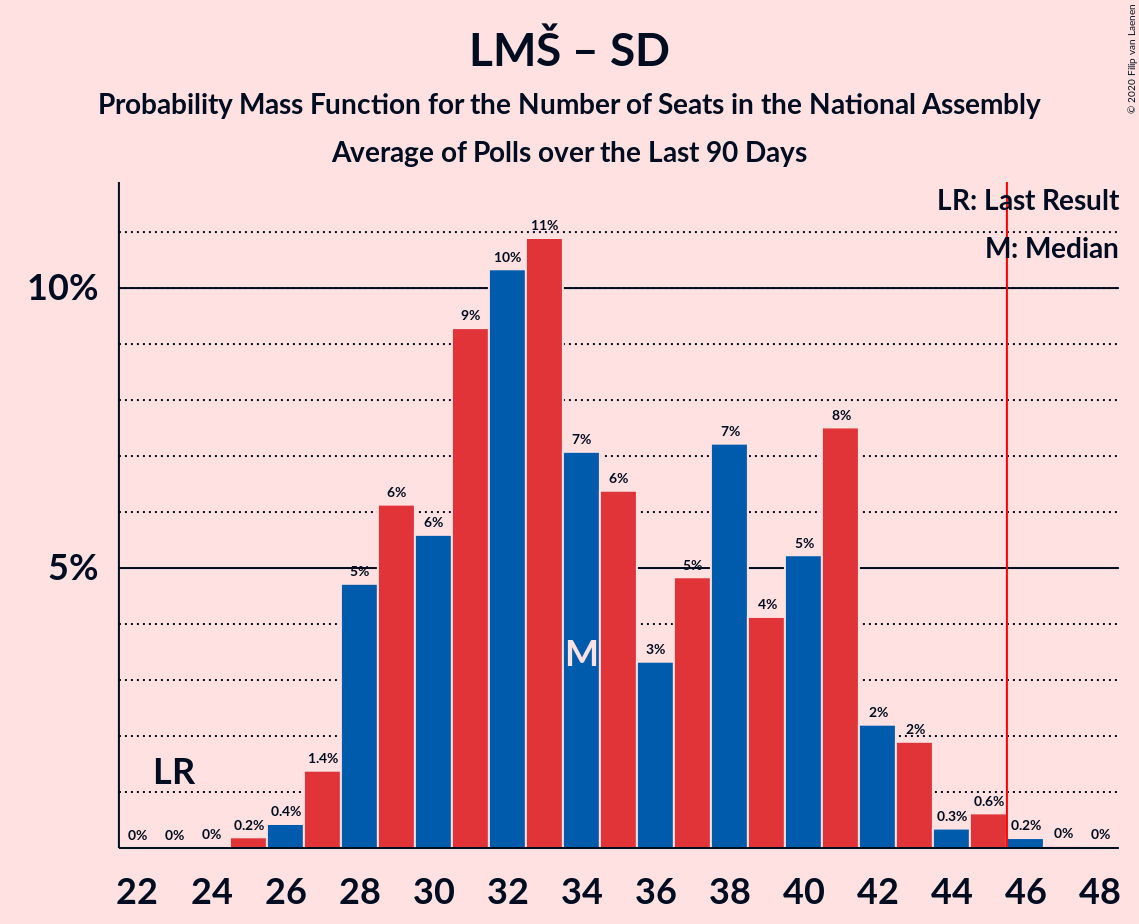 LMŠ – SD
Probability Mass Function for the Number of Seats in the National Assembly
Average of Polls over the Last 90 Days
© 2020 Filip van Laenen
LR: Last Result
M: Median
10%
5%
0% 0% 0% 0.2% 0.4% 1.4% 5% 6% 6% 9% 10% 11% 7% 6% 3% 5% 7% 4% 5% 8% 2% 2% 0.3% 0.6% 0.2% 0% 0%
M
LR
22 24 26 28 30 32 34 36 38 40 42 44 46 48